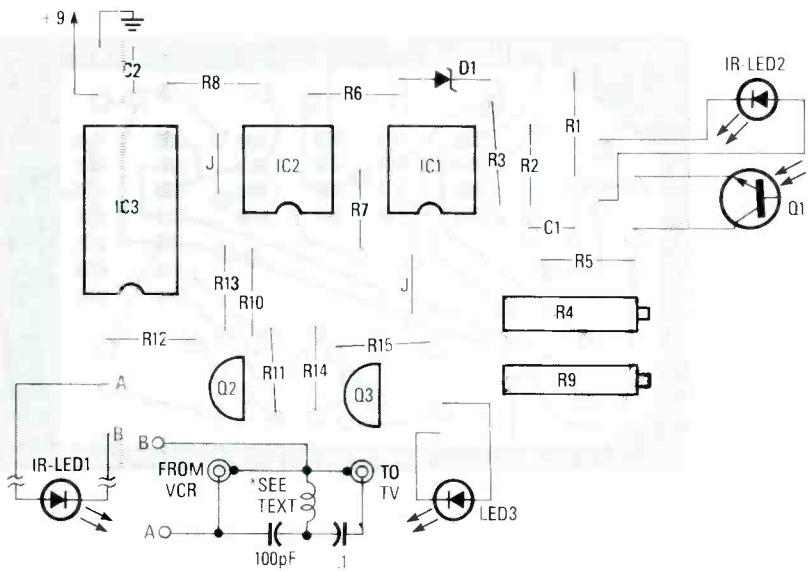 +9
C2
R8
R6
D1
IR-LED2
IC3
J
IC2
IC1
R7
R3
R2
R1
C1
Q1
R13
R10
J
R5
R4
R12
R15
R9
A
Q2
R11
R14
Q3
B
B
IR-LED1
FROM
VCR
*SEE
TEXT
TO
TV
LED3
A
100pF
.1